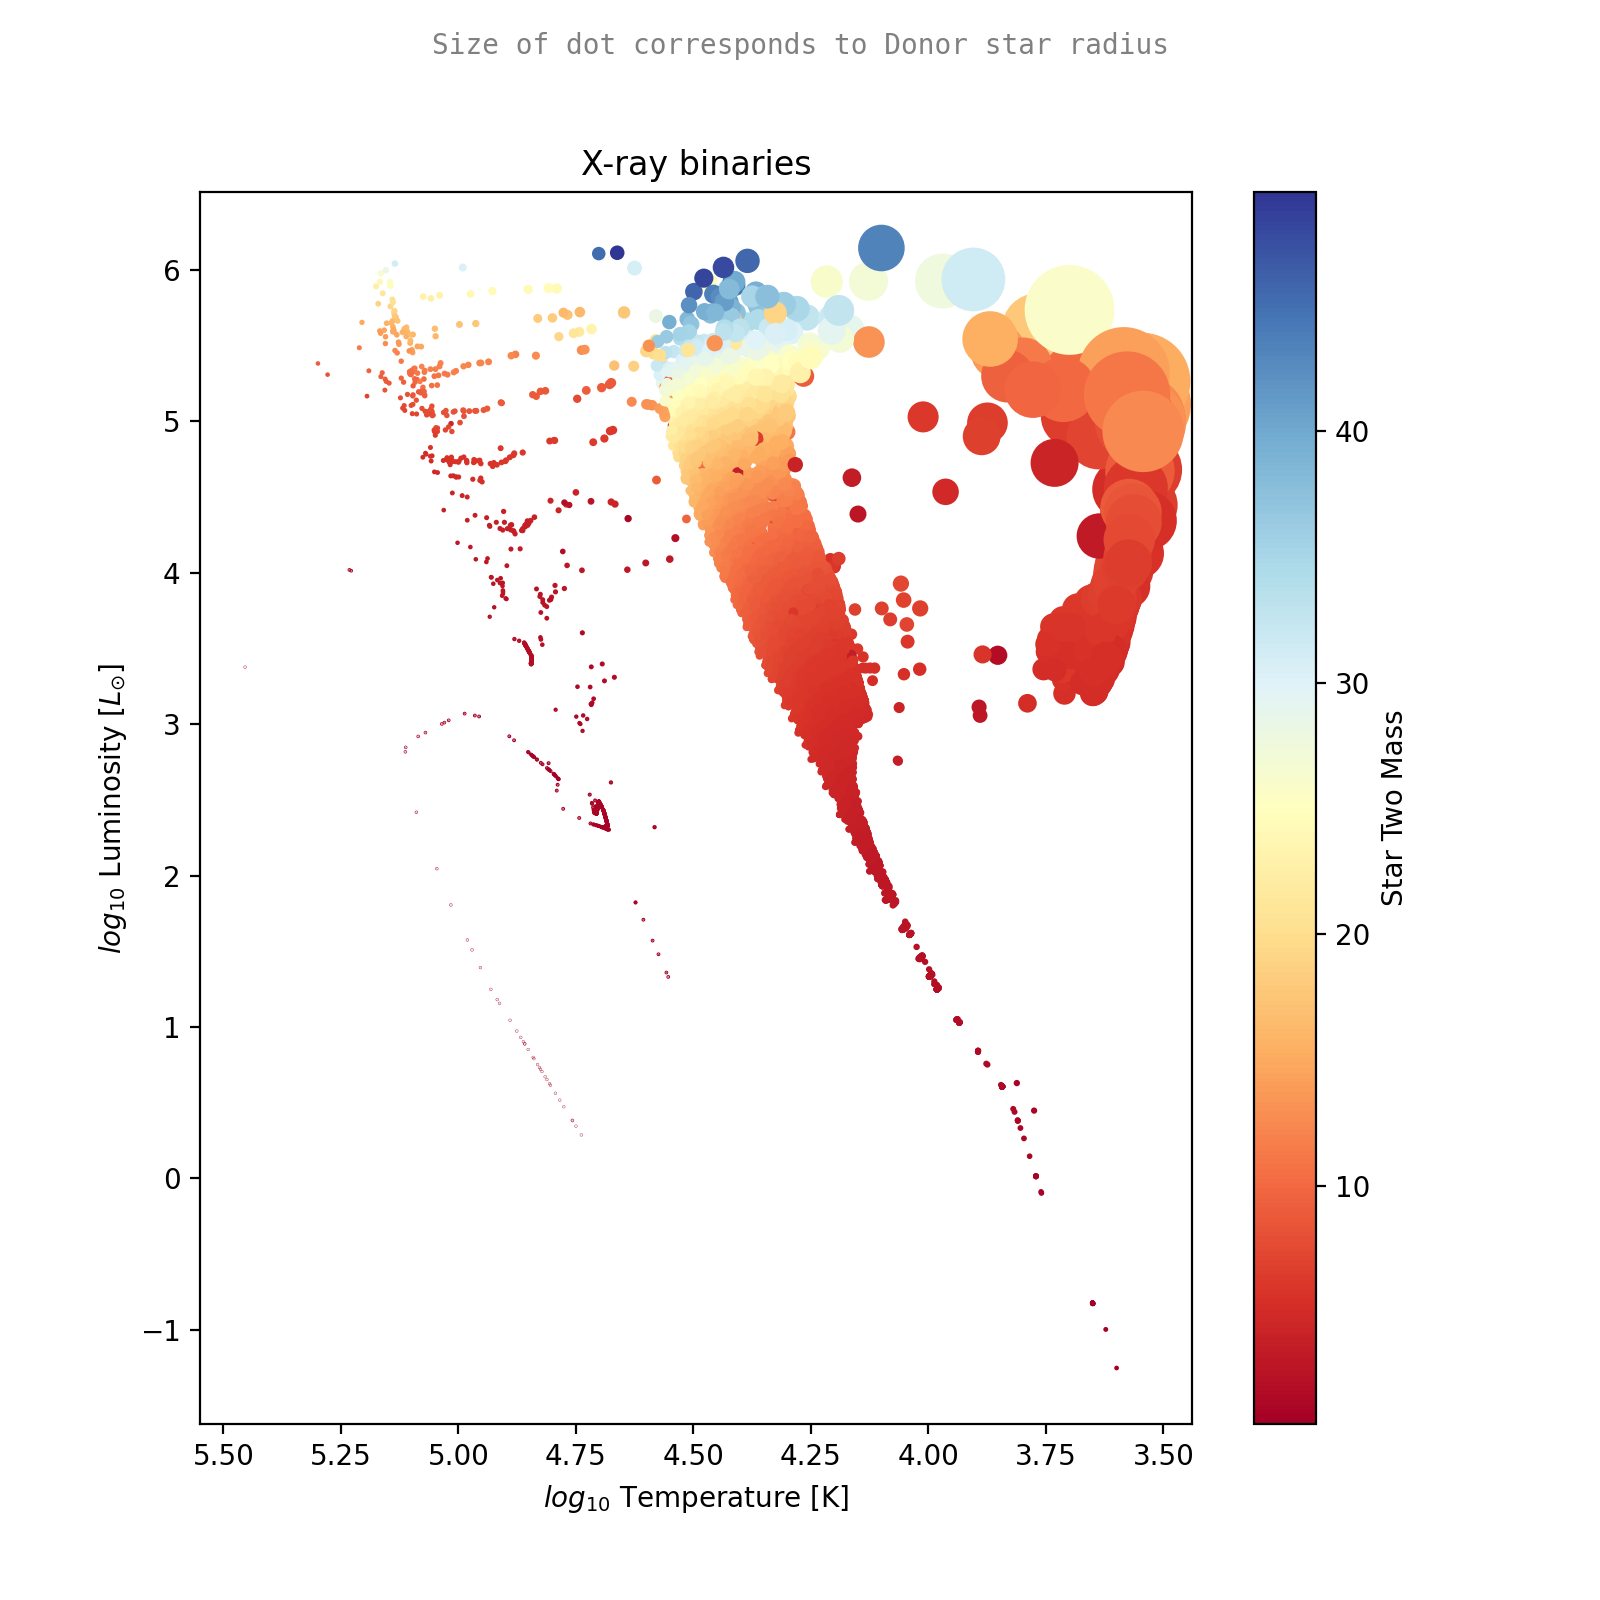 Size of dot corresponds to Donor star radius
X-ray binaries
6
5
4
3
2
1
0
−1
log₁₀ Luminosity [L☉]
5.50 5.25 5.00 4.75 4.50 4.25 4.00 3.75 3.50
log₁₀ Temperature [K]
40
30
20
10
Star Two Mass